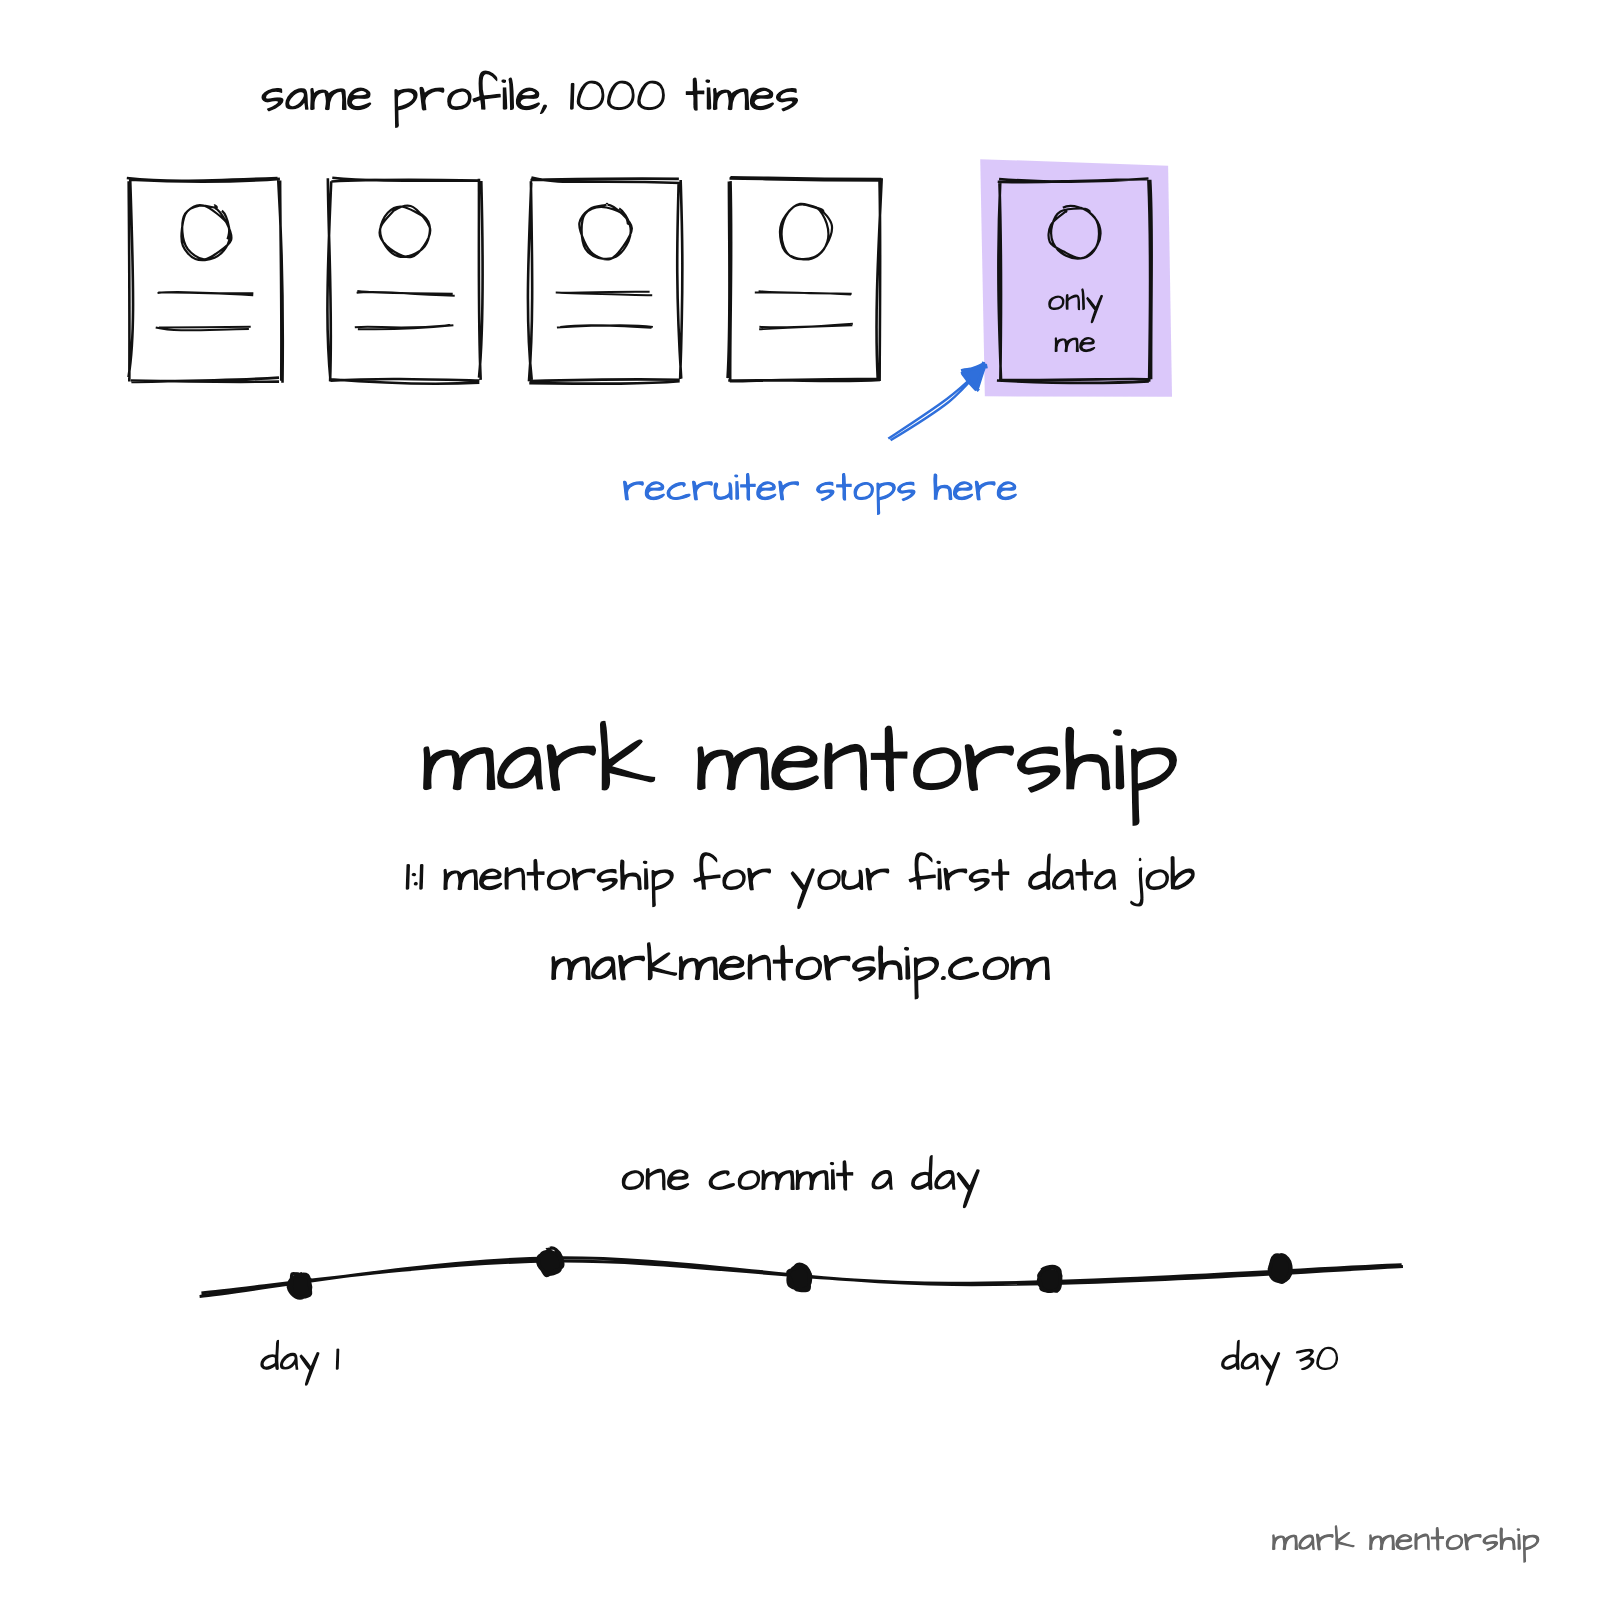 same profile, 1000 times
only
me
recruiter stops here
mark mentorship
1:1 mentorship for your first data job
markmentorship.com
one commit a day
day 1
day 30
mark mentorship